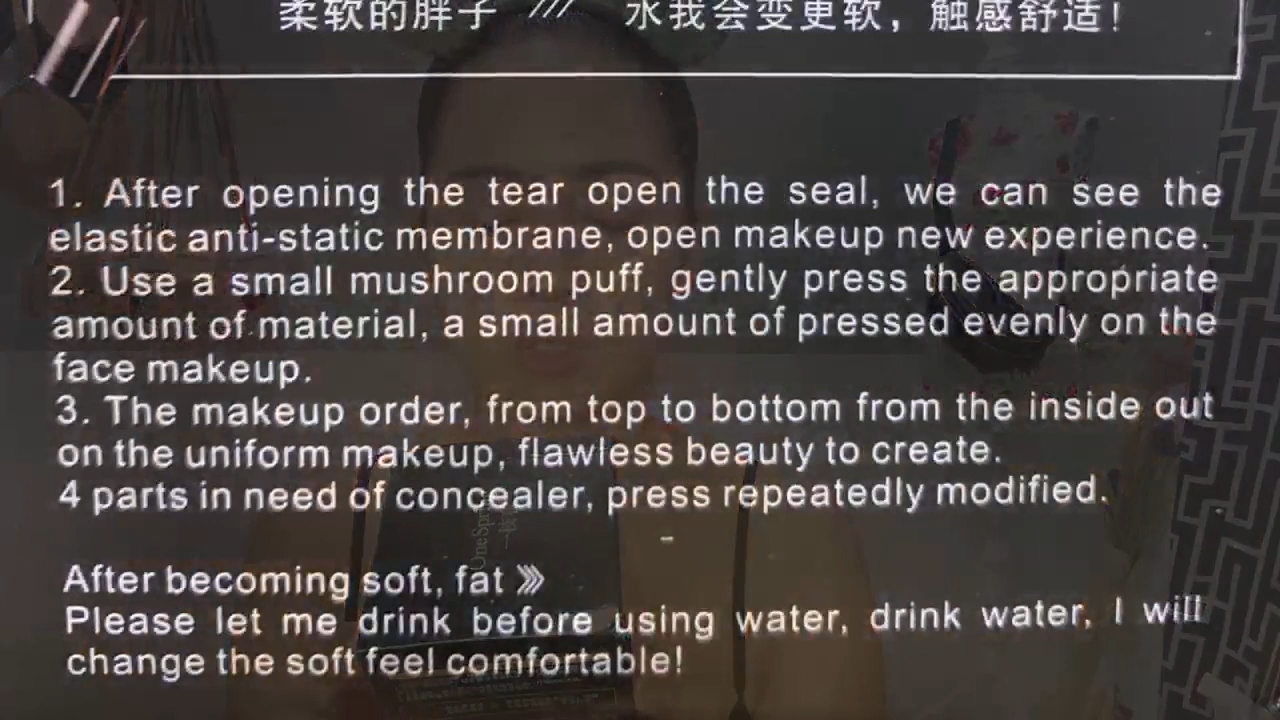 柔软的胖子 》》 水我会变更软，触感舒适！
1. After opening the tear open the seal, we can see the
elastic anti-static membrane, open makeup new experience.
2. Use a small mushroom puff, gently press the appropriate
amount of material, a small amount of pressed evenly on the
face makeup.
3. The makeup order, from top to bottom from the inside out
on the uniform makeup, flawless beauty to create.
4 parts in need of concealer, press repeatedly modified.
After becoming soft, fat 》》
Please let me drink before using water, drink water, I will
change the soft feel comfortable!
OneSpring